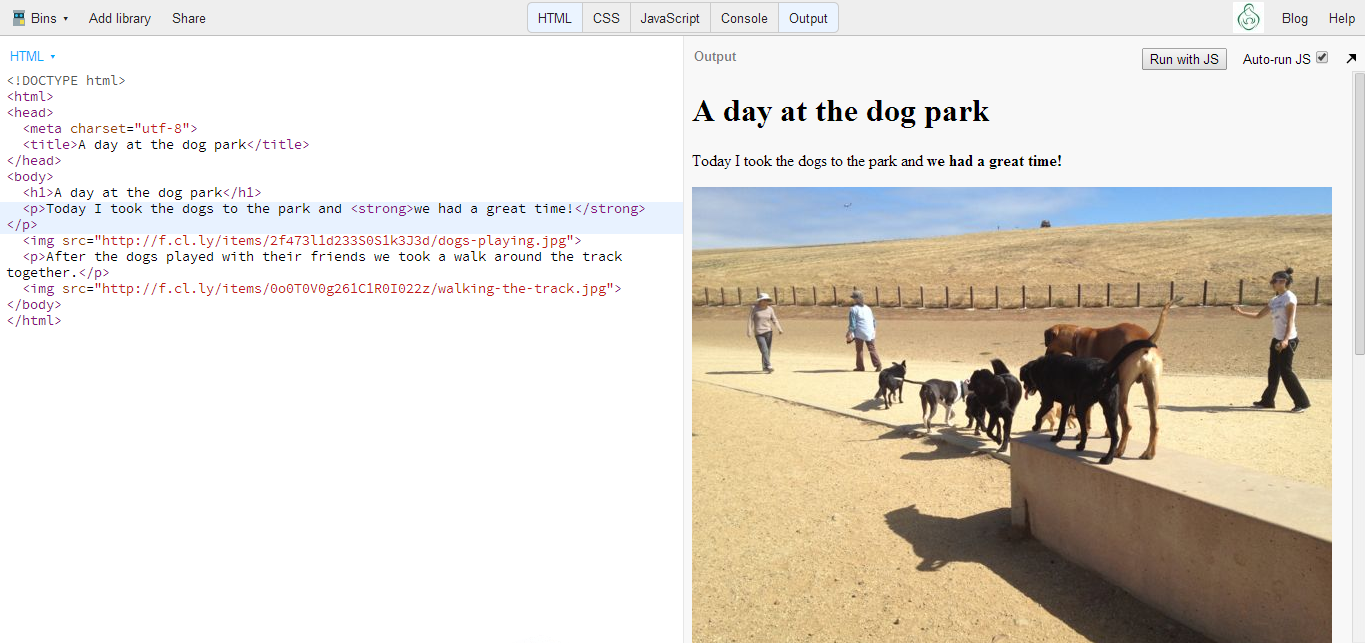 Bins Add library Share HTML CSS JavaScript Console Output Blog Help
HTML
<!DOCTYPE html>
<html>
<head>
  <meta charset="utf-8">
  <title>A day at the dog park</title>
</head>
<body>
  <h1>A day at the dog park</h1>
  <p>Today I took the dogs to the park and <strong>we had a great time!</strong>
</p>
  <img src="http://f.cl.ly/items/2f473l1d233S0S1k3J3d/dogs-playing.jpg">
  <p>After the dogs played with their friends we took a walk around the track
together.</p>
  <img src="http://f.cl.ly/items/0o0T0V0g261C1R0I022z/walking-the-track.jpg">
</body>
</html>
Output Run with JS Auto-run JS
A day at the dog park
Today I took the dogs to the park and we had a great time!